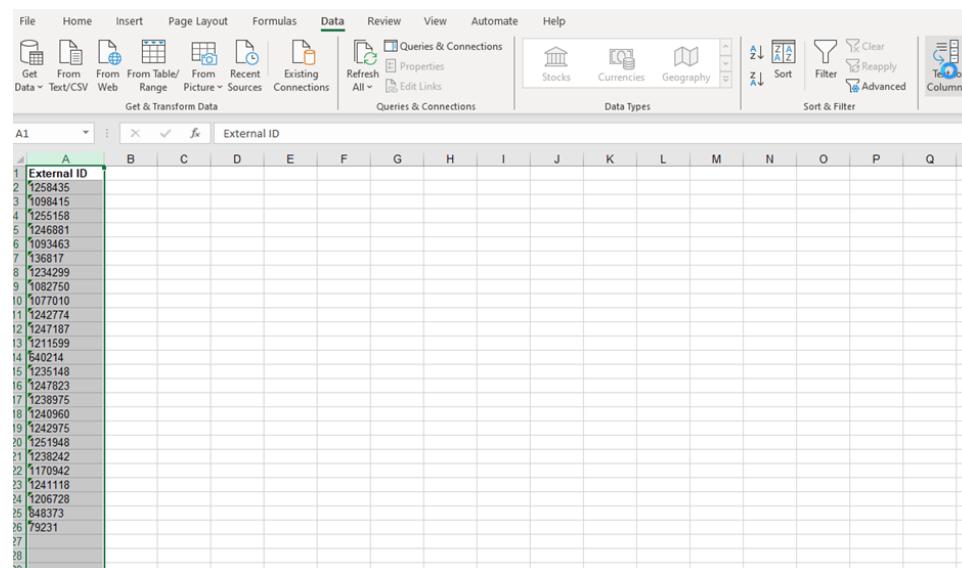 File Home Insert Page Layout Formulas Data Review View Automate Help
Get Data From Text/CSV From Web From Table/ Range From Picture Recent Sources Existing Connections
Get & Transform Data
Refresh All Queries & Connections
Properties
Edit Links
Queries & Connections
Stocks Currencies Geography
Data Types
Sort Filter Clear
Reapply
Advanced
Sort & Filter
A1 fx External ID
A B C D E F G H I J K L M N O P Q
1 External ID
2 1258435
3 1098415
4 1255158
5 1246881
6 1093463
7 136817
8 1234299
9 1082750
10 1077010
11 1242774
12 1247187
13 1211599
14 640214
15 1235148
16 1247823
17 1238975
18 1240960
19 1242975
20 1251948
21 1238242
22 1170942
23 1241118
24 1206728
25 848373
26 79231
27
28